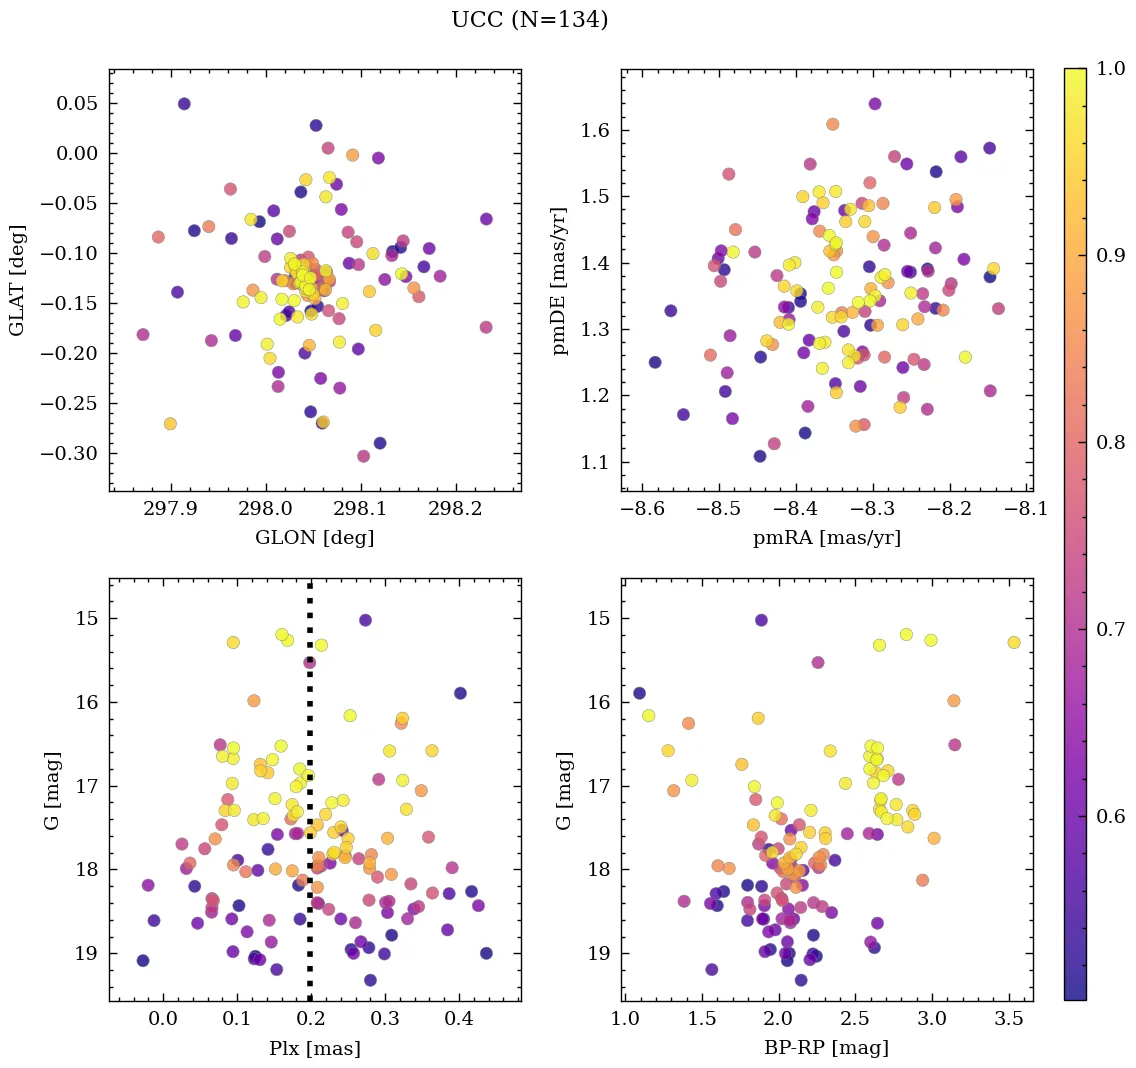 UCC (N=134)
0.05
0.00
−0.05
−0.10
−0.15
−0.20
−0.25
−0.30
GLAT [deg]
297.9 298.0 298.1 298.2
GLON [deg]
1.6
1.5
1.4
1.3
1.2
1.1
pmDE [mas/yr]
−8.6 −8.5 −8.4 −8.3 −8.2 −8.1
pmRA [mas/yr]
15
16
17
18
19
G [mag]
0.0 0.1 0.2 0.3 0.4
Plx [mas]
15
16
17
18
19
G [mag]
1.0 1.5 2.0 2.5 3.0 3.5
BP-RP [mag]
1.0
0.9
0.8
0.7
0.6